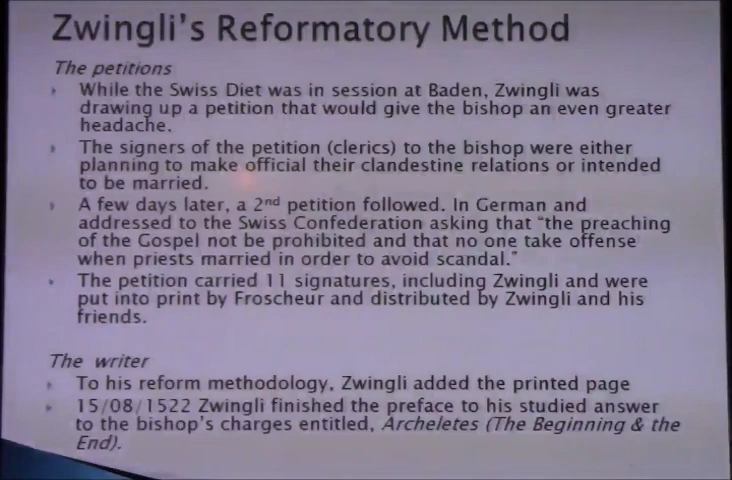 Zwingli's Reformatory Method
The petitions
While the Swiss Diet was in session at Baden, Zwingli was
drawing up a petition that would give the bishop an even greater
headache.
The signers of the petition (clerics) to the bishop were either
planning to make official their clandestine relations or intended
to be married.
A few days later, a 2nd petition followed. In German and
addressed to the Swiss Confederation asking that "the preaching
of the Gospel not be prohibited and that no one take offense
when priests married in order to avoid scandal."
The petition carried 11 signatures, including Zwingli and were
put into print by Froscheur and distributed by Zwingli and his
friends.
The writer
To his reform methodology, Zwingli added the printed page
15/08/1522 Zwingli finished the preface to his studied answer
to the bishop's charges entitled, Archeletes (The Beginning & the
End).